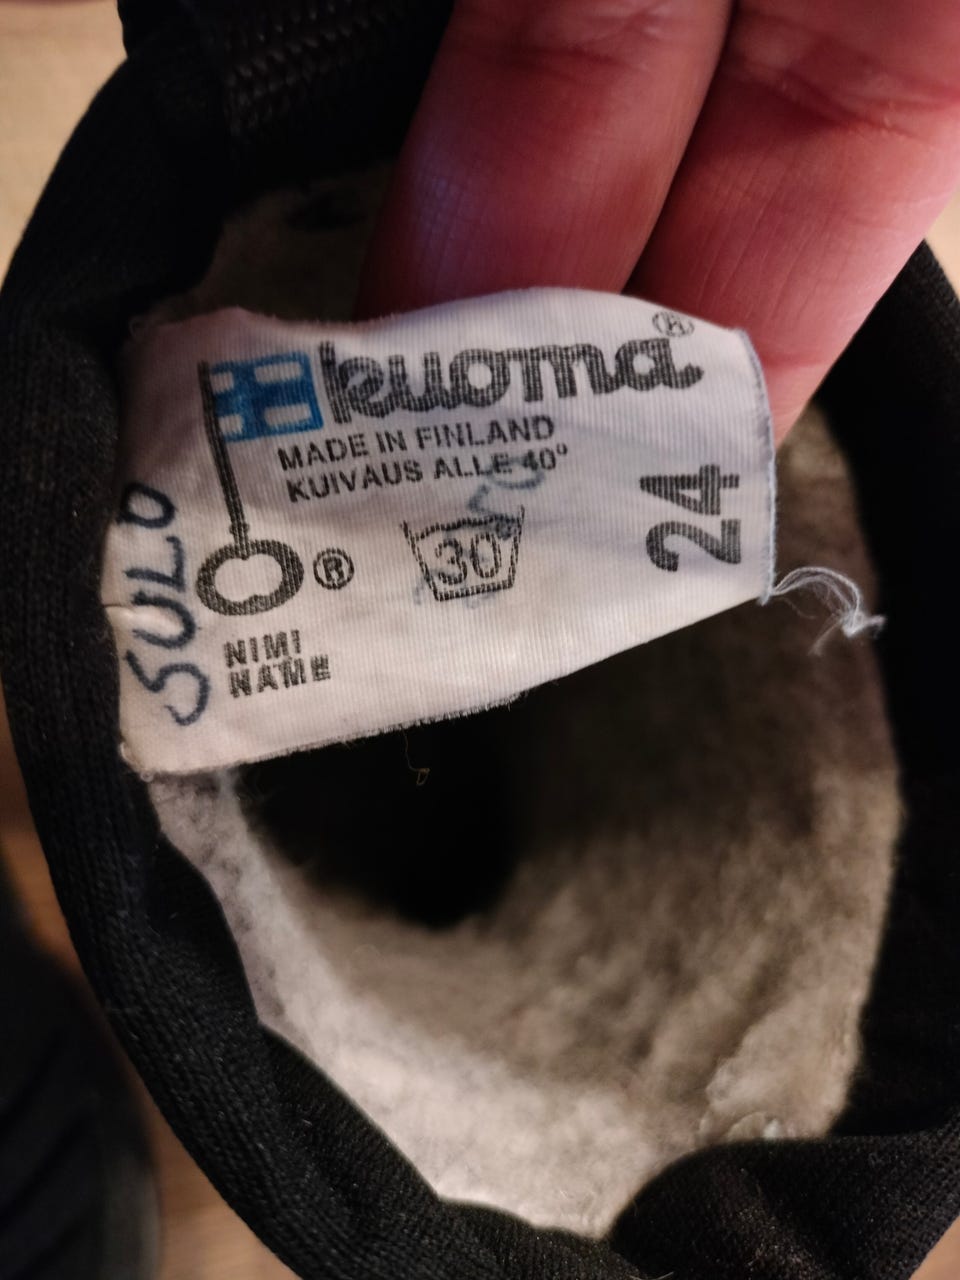 kuoma®
MADE IN FINLAND
KUIVAUS ALLE 40°
30
24
®
NIMI
NAME
SULO